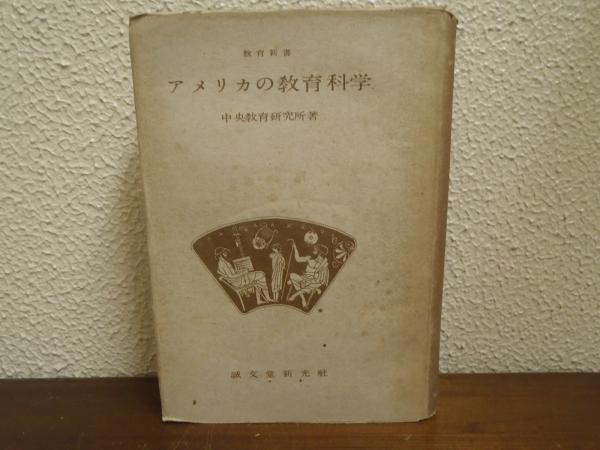 教育新書
アメリカの教育科学
中央教育研究所著
誠文堂新光社